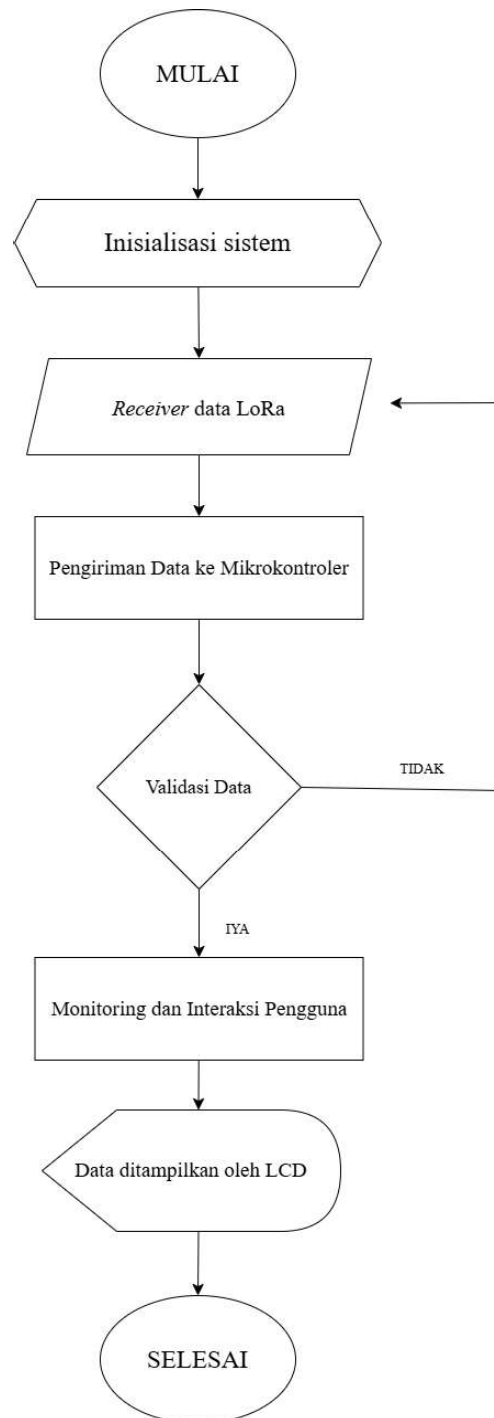 MULAI
Inisialisasi sistem
Receiver data LoRa
Pengiriman Data ke Mikrokontroler
Validasi Data
TIDAK
IYA
Monitoring dan Interaksi Pengguna
Data ditampilkan oleh LCD
SELESAI